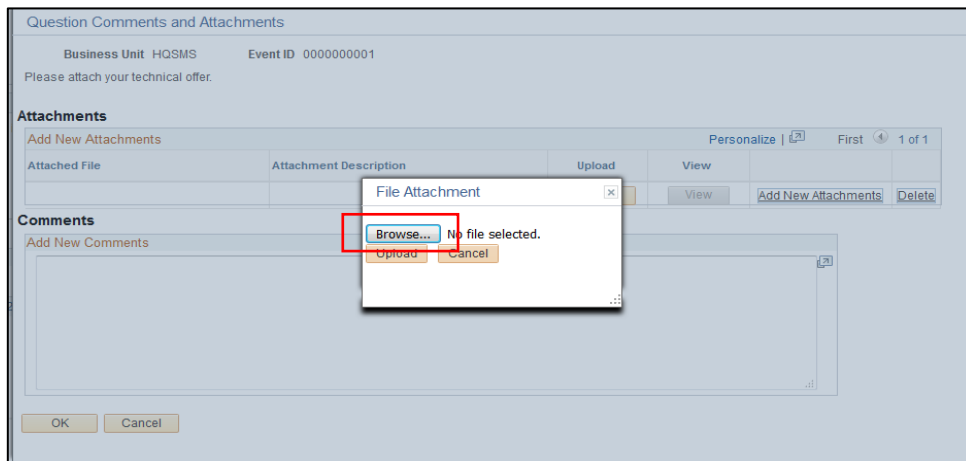 Question Comments and Attachments
Business Unit HQSMS Event ID 0000000001
Please attach your technical offer.
Attachments
Add New Attachments Personalize | First 1 of 1
Attached File Attachment Description Upload View
View Add New Attachments Delete
File Attachment
Browse... No file selected.
Upload Cancel
Comments
Add New Comments
OK Cancel